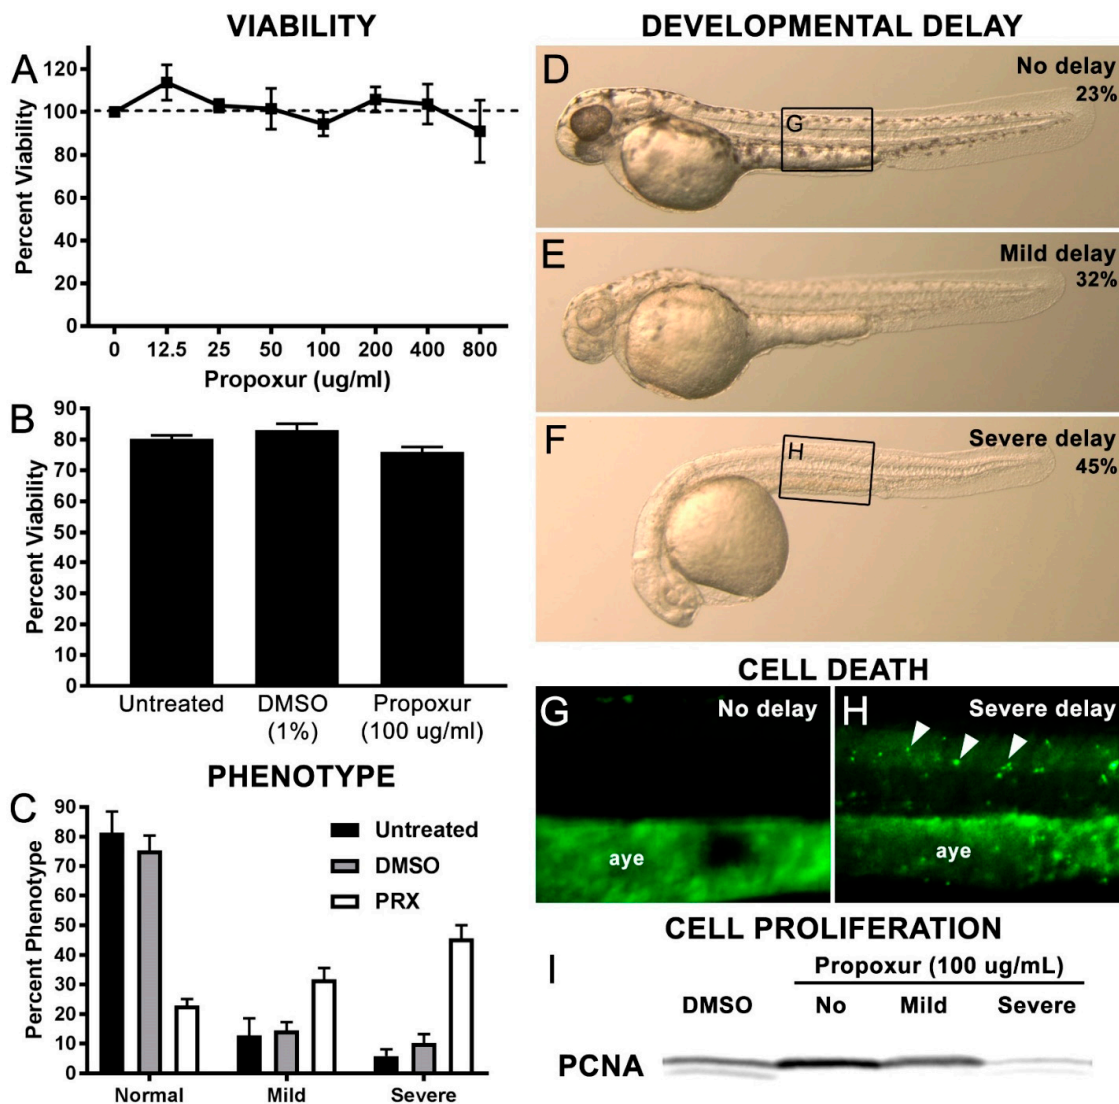 VIABILITY
A
120
100
80
60
40
20
0
Percent Viability
0 12.5 25 50 100 200 400 800
Propoxur (ug/ml)
B
90
80
70
60
50
40
30
20
10
0
Percent Viability
Untreated DMSO Propoxur
(1%) (100 ug/ml)
PHENOTYPE
C
90
80
70
60
50
40
30
20
10
0
Percent Phenotype
Untreated
DMSO
PRX
Normal Mild Severe
DEVELOPMENTAL DELAY
D
No delay
23%
G
E
Mild delay
32%
F
Severe delay
45%
H
CELL DEATH
G
No delay
aye
H
Severe delay
aye
CELL PROLIFERATION
I
Propoxur (100 ug/mL)
DMSO No Mild Severe
PCNA